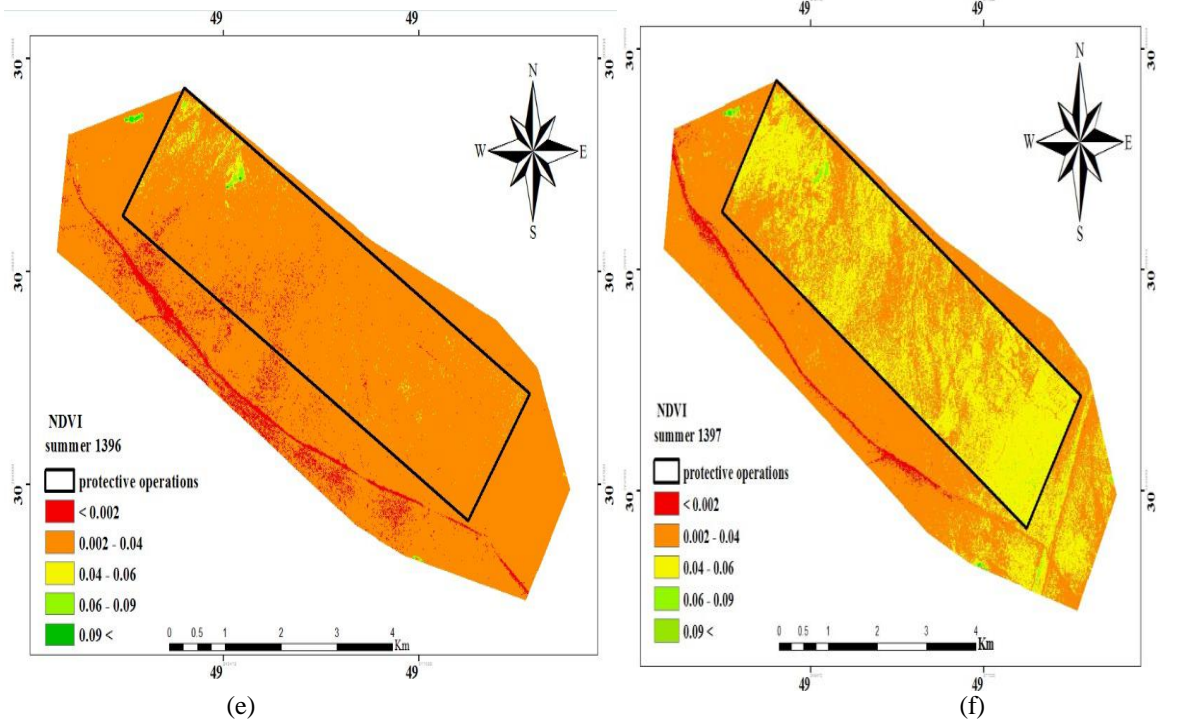 49 49
30
30
30
N
W E
S
NDVI
summer 1396
protective operations
< 0.002
0.002 - 0.04
0.04 - 0.06
0.06 - 0.09
0.09 <
0 0.5 1 2 3 4
Km
49 49
(e)
49 49
30
30
30
30
30
30
N
W E
S
NDVI
summer 1397
protective operations
< 0.002
0.002 - 0.04
0.04 - 0.06
0.06 - 0.09
0.09 <
0 0.5 1 2 3 4
Km
49 49
(f)